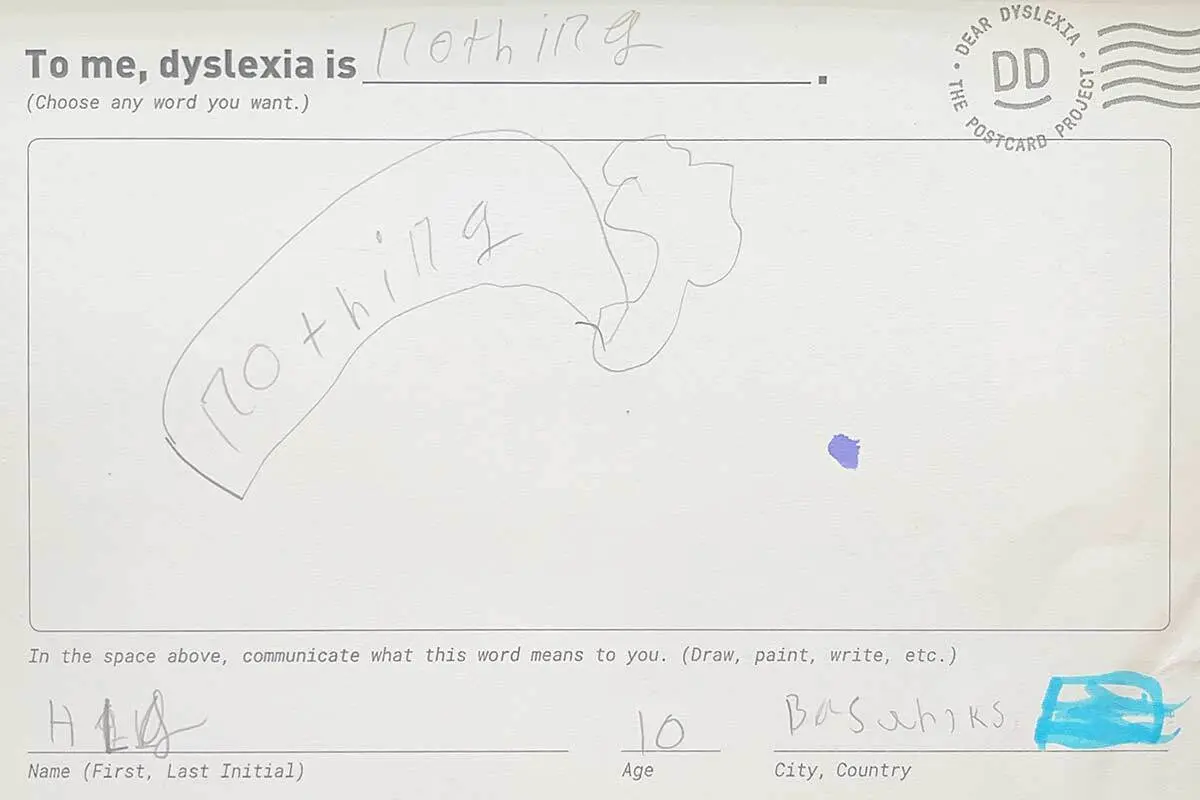 To me, dyslexia is nothing.
(Choose any word you want.)
DEAR DYSLEXIA
THE POSTCARD PROJECT
DD
nothing
In the space above, communicate what this word means to you. (Draw, paint, write, etc.)
10
Name (First, Last Initial)
Age
City, Country